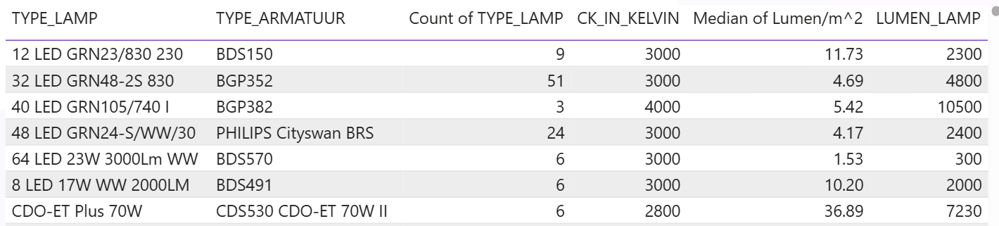 TYPE_LAMP TYPE_ARMATUUR Count of TYPE_LAMP CK_IN_KELVIN Median of Lumen/m^2 LUMEN_LAMP
12 LED GRN23/830 230 BDS150 9 3000 11.73 2300
32 LED GRN48-2S 830 BGP352 51 3000 4.69 4800
40 LED GRN105/740 I BGP382 3 4000 5.42 10500
48 LED GRN24-S/WW/30 PHILIPS Cityswan BRS 24 3000 4.17 2400
64 LED 23W 3000Lm WW BDS570 6 3000 1.53 300
8 LED 17W WW 2000LM BDS491 6 3000 10.20 2000
CDO-ET Plus 70W CDS530 CDO-ET 70W II 6 2800 36.89 7230